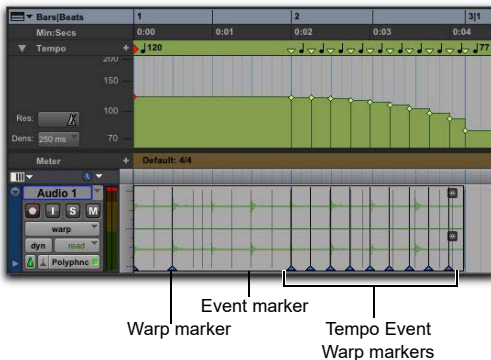 Bars|Beats 1 2 3|1
Min:Secs 0:00 0:01 0:02 0:03 0:04
Tempo + 120 77
200
150
Res: 100
Dens: 250 ms 70
Meter + Default: 4/4
Audio 1
I S M
warp
dyn read
Polyphnc
Event marker
Warp marker
Tempo Event
Warp markers